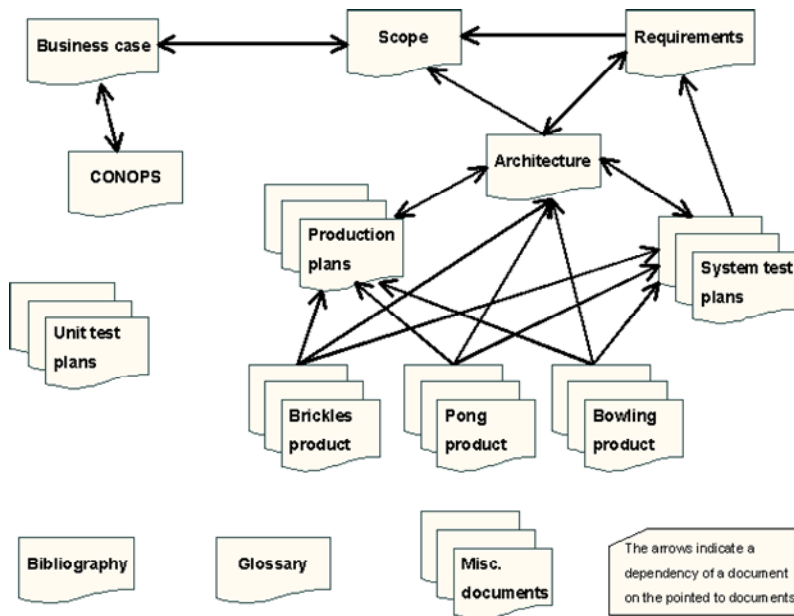 Business case
Scope
Requirements
CONOPS
Architecture
Production
plans
System test
plans
Unit test
plans
Brickles
product
Pong
product
Bowling
product
Bibliography
Glossary
Misc.
documents
The arrows indicate a
dependency of a document
on the pointed to documents